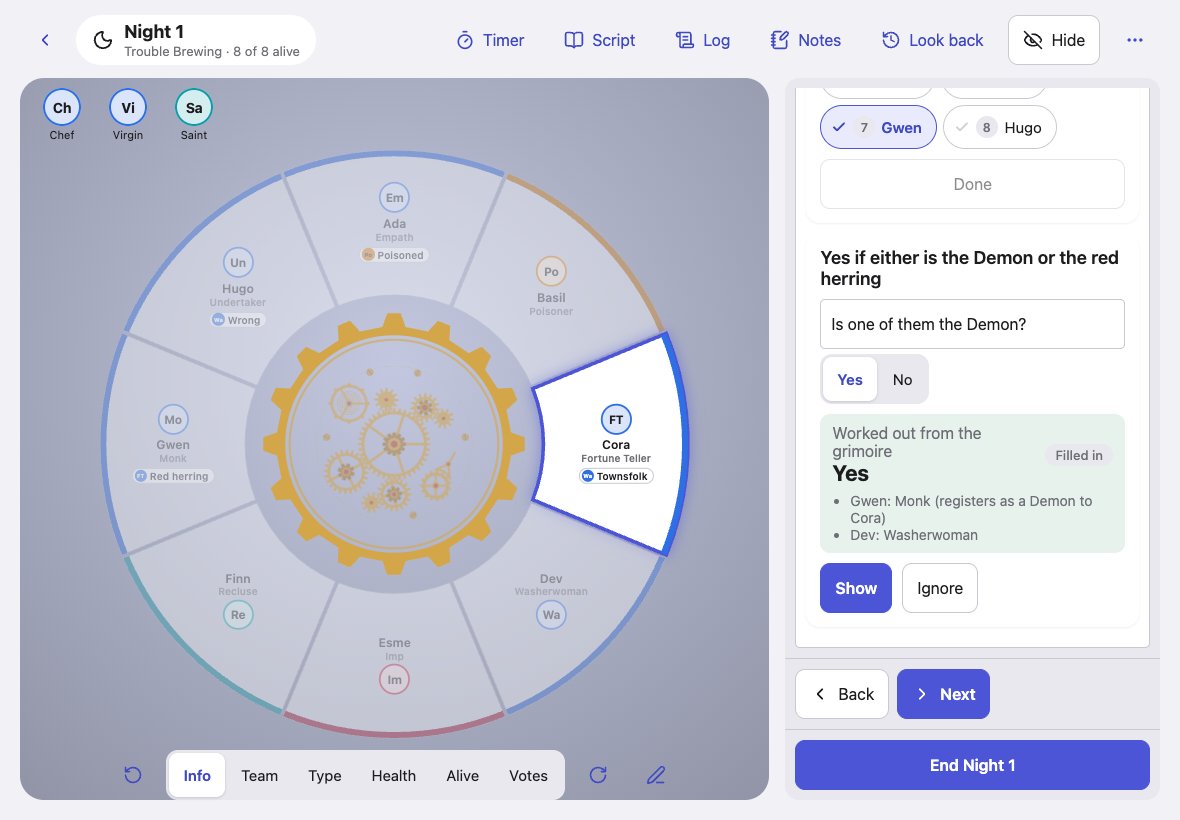 Night 1
Trouble Brewing · 8 of 8 alive
Timer
Script
Log
Notes
Look back
Hide
Ch
Chef
Vi
Virgin
Sa
Saint
Em
Ada
Empath
Po Poisoned
Po
Basil
Poisoner
FT
Cora
Fortune Teller
Wa Townsfolk
Dev
Washerwoman
Wa
Esme
Imp
Im
Finn
Recluse
Re
Mo
Gwen
Monk
FT Red herring
Un
Hugo
Undertaker
Wa Wrong
Info
Team
Type
Health
Alive
Votes
7 Gwen
8 Hugo
Done
Yes if either is the Demon or the red
herring
Is one of them the Demon?
Yes
No
Worked out from the
grimoire
Filled in
Yes
• Gwen: Monk (registers as a Demon to
Cora)
• Dev: Washerwoman
Show
Ignore
Back
Next
End Night 1